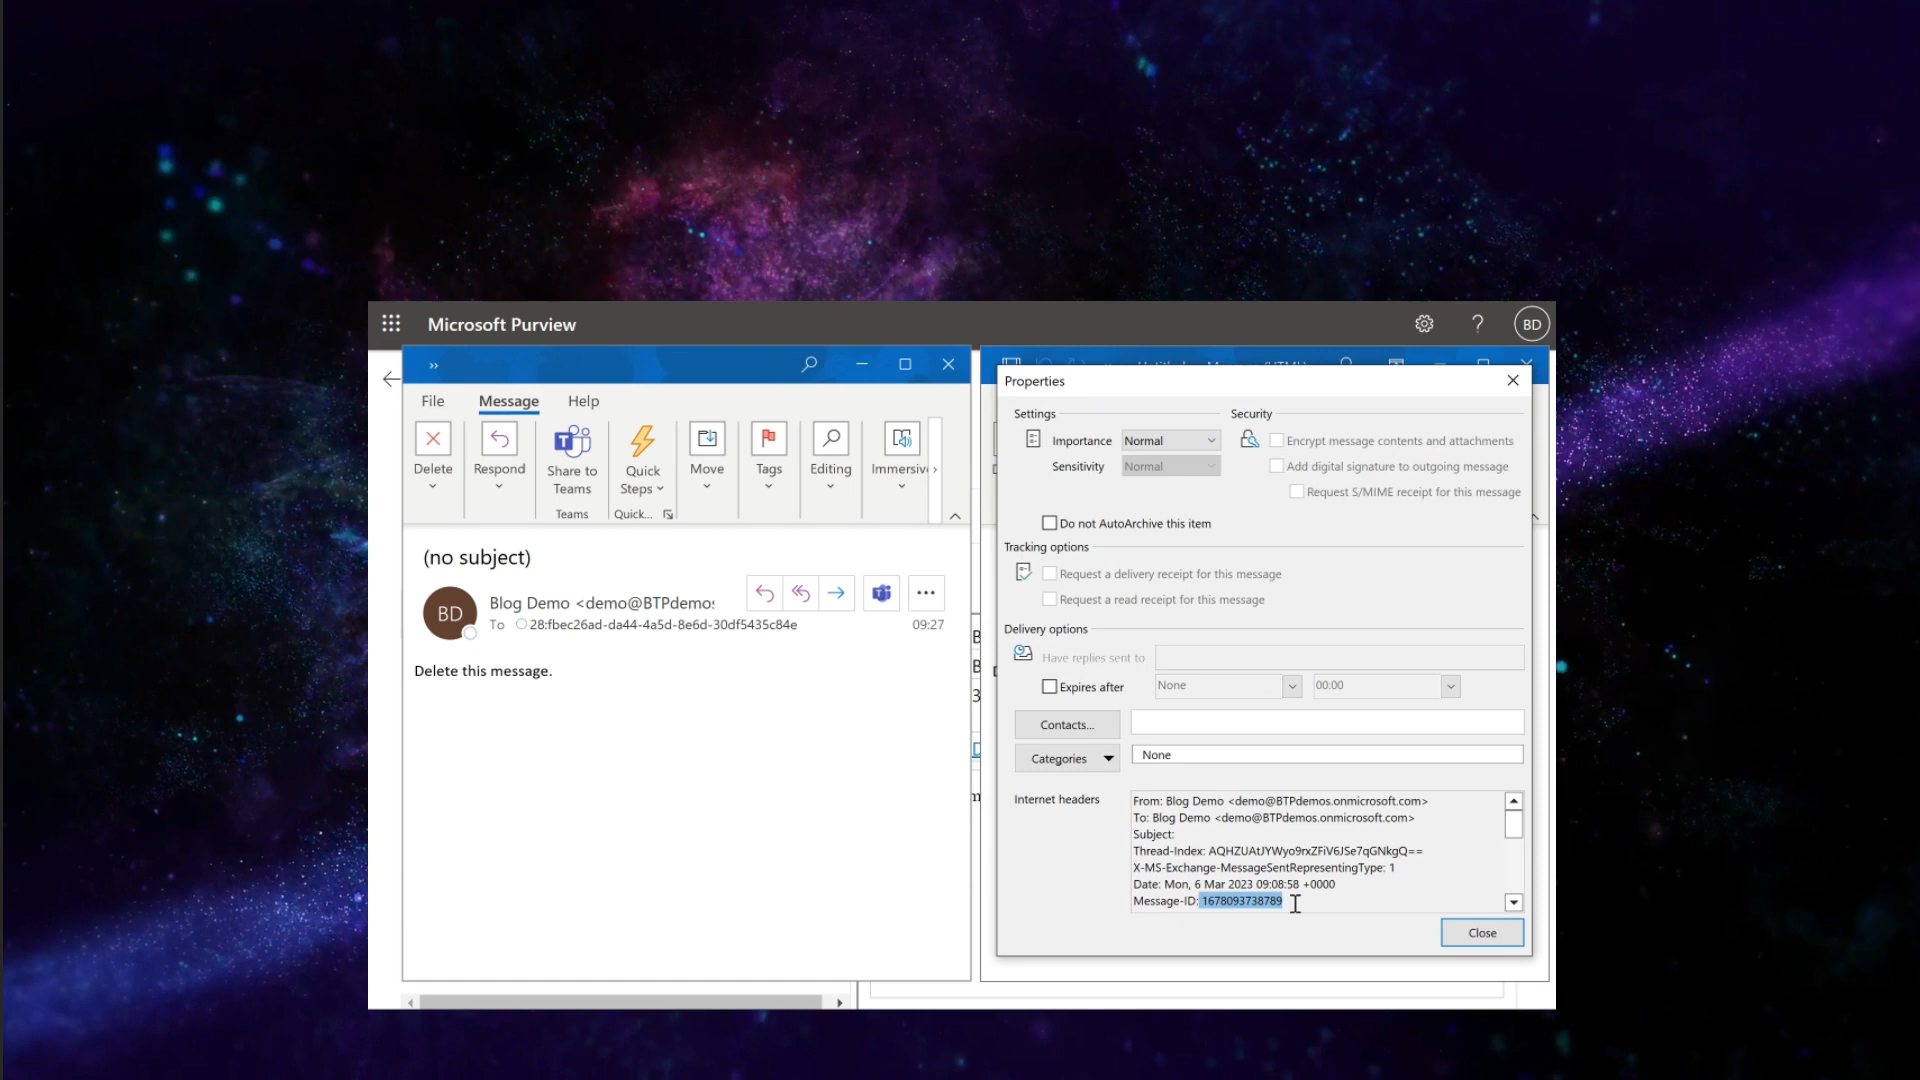 Microsoft Purview
BD
File
Message
Help
Delete
Respond
Share to
Teams
Quick
Steps
Move
Tags
Editing
Immersiv
Teams
Quick...
(no subject)
BD
Blog Demo <demo@BTPdemos
To
28:fbec26ad-da44-4a5d-8e6d-30df5435c84e
09:27
Delete this message.
Properties
Settings
Security
Importance
Normal
Encrypt message contents and attachments
Sensitivity
Normal
Add digital signature to outgoing message
Request S/MIME receipt for this message
Do not AutoArchive this item
Tracking options
Request a delivery receipt for this message
Request a read receipt for this message
Delivery options
Have replies sent to
Expires after
None
00:00
Contacts...
Categories
None
Internet headers
From: Blog Demo <demo@BTPdemos.onmicrosoft.com>
To: Blog Demo <demo@BTPdemos.onmicrosoft.com>
Subject:
Thread-Index: AQHZUAtJYWyo9rxZFiV6JSe7qGNkgQ==
X-MS-Exchange-MessageSentRepresentingType: 1
Date: Mon, 6 Mar 2023 09:08:58 +0000
Message-ID: 1678093738789
Close